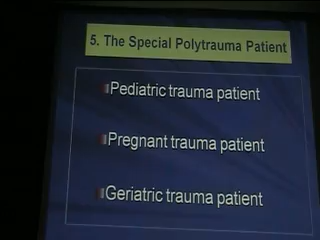 5. The Special Polytrauma Patient
Pediatric trauma patient
Pregnant trauma patient
Geriatric trauma patient